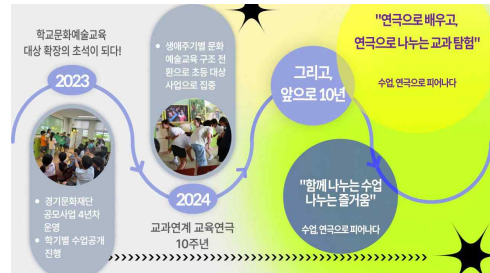 학교문화예술교육
대상 확장의 초석이 되다!
2023
• 경기문화재단
공모사업 4년차
운영
• 학기별 수업공개
진행
• 생애주기별 문화
예술교육 구조 전
환으로 초등 대상
사업으로 집중
2024
교과연계 교육연극
10주년
그리고,
앞으로 10년
"함께 나누는 수업
나누는 즐거움"
수업, 연극으로 피어나다
"연극으로 배우고,
연극으로 나누는 교과 탐험"
수업, 연극으로 피어나다